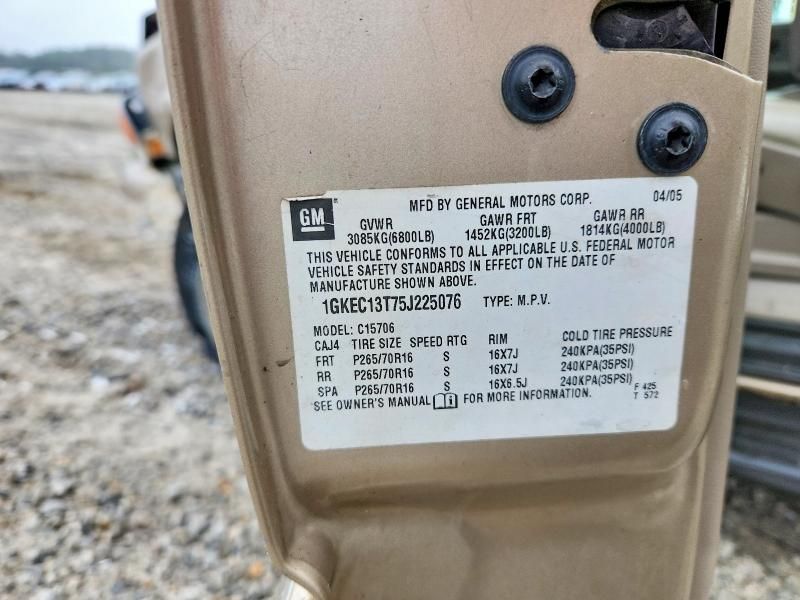 MFD BY GENERAL MOTORS CORP. 04/05
GM GVWR GAWR FRT GAWR RR
3085KG(6800LB) 1452KG(3200LB) 1814KG(4000LB)
THIS VEHICLE CONFORMS TO ALL APPLICABLE U.S. FEDERAL MOTOR
VEHICLE SAFETY STANDARDS IN EFFECT ON THE DATE OF
MANUFACTURE SHOWN ABOVE.
1GKEC13T75J225076 TYPE: M.P.V.
MODEL: C15706
CAJ4 TIRE SIZE SPEED RTG RIM COLD TIRE PRESSURE
FRT P265/70R16 S 16X7J 240KPA(35PSI)
RR P265/70R16 S 16X7J 240KPA(35PSI)
SPA P265/70R16 S 16X6.5J 240KPA(35PSI)
SEE OWNER'S MANUAL FOR MORE INFORMATION. F 425
T 572